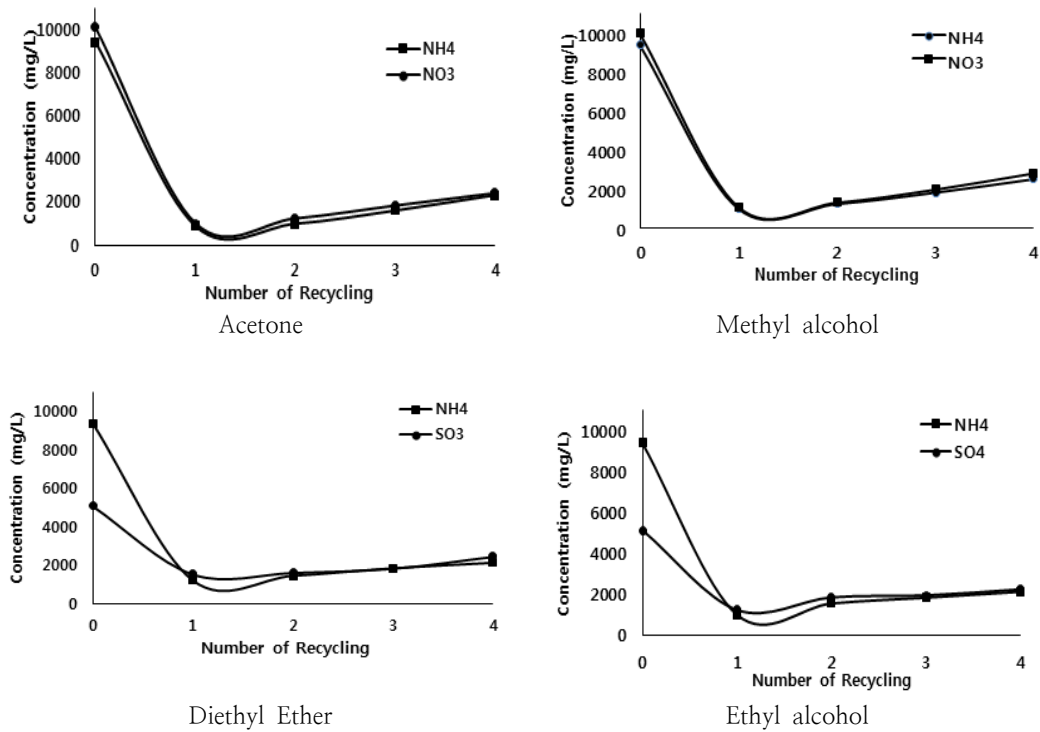 Concentration (mg/L)
10000
8000
6000
4000
2000
0
0 1 2 3 4
Number of Recycling
NH4
NO3
Acetone
Concentration (mg/L)
10000
8000
6000
4000
2000
0
0 1 2 3 4
Number of Recycling
NH4
NO3
Methyl alcohol
Concentration (mg/L)
10000
8000
6000
4000
2000
0
0 1 2 3 4
Number of Recycling
NH4
SO3
Diethyl Ether
Concentration (mg/L)
10000
8000
6000
4000
2000
0
0 1 2 3 4
Number of Recycling
NH4
SO4
Ethyl alcohol